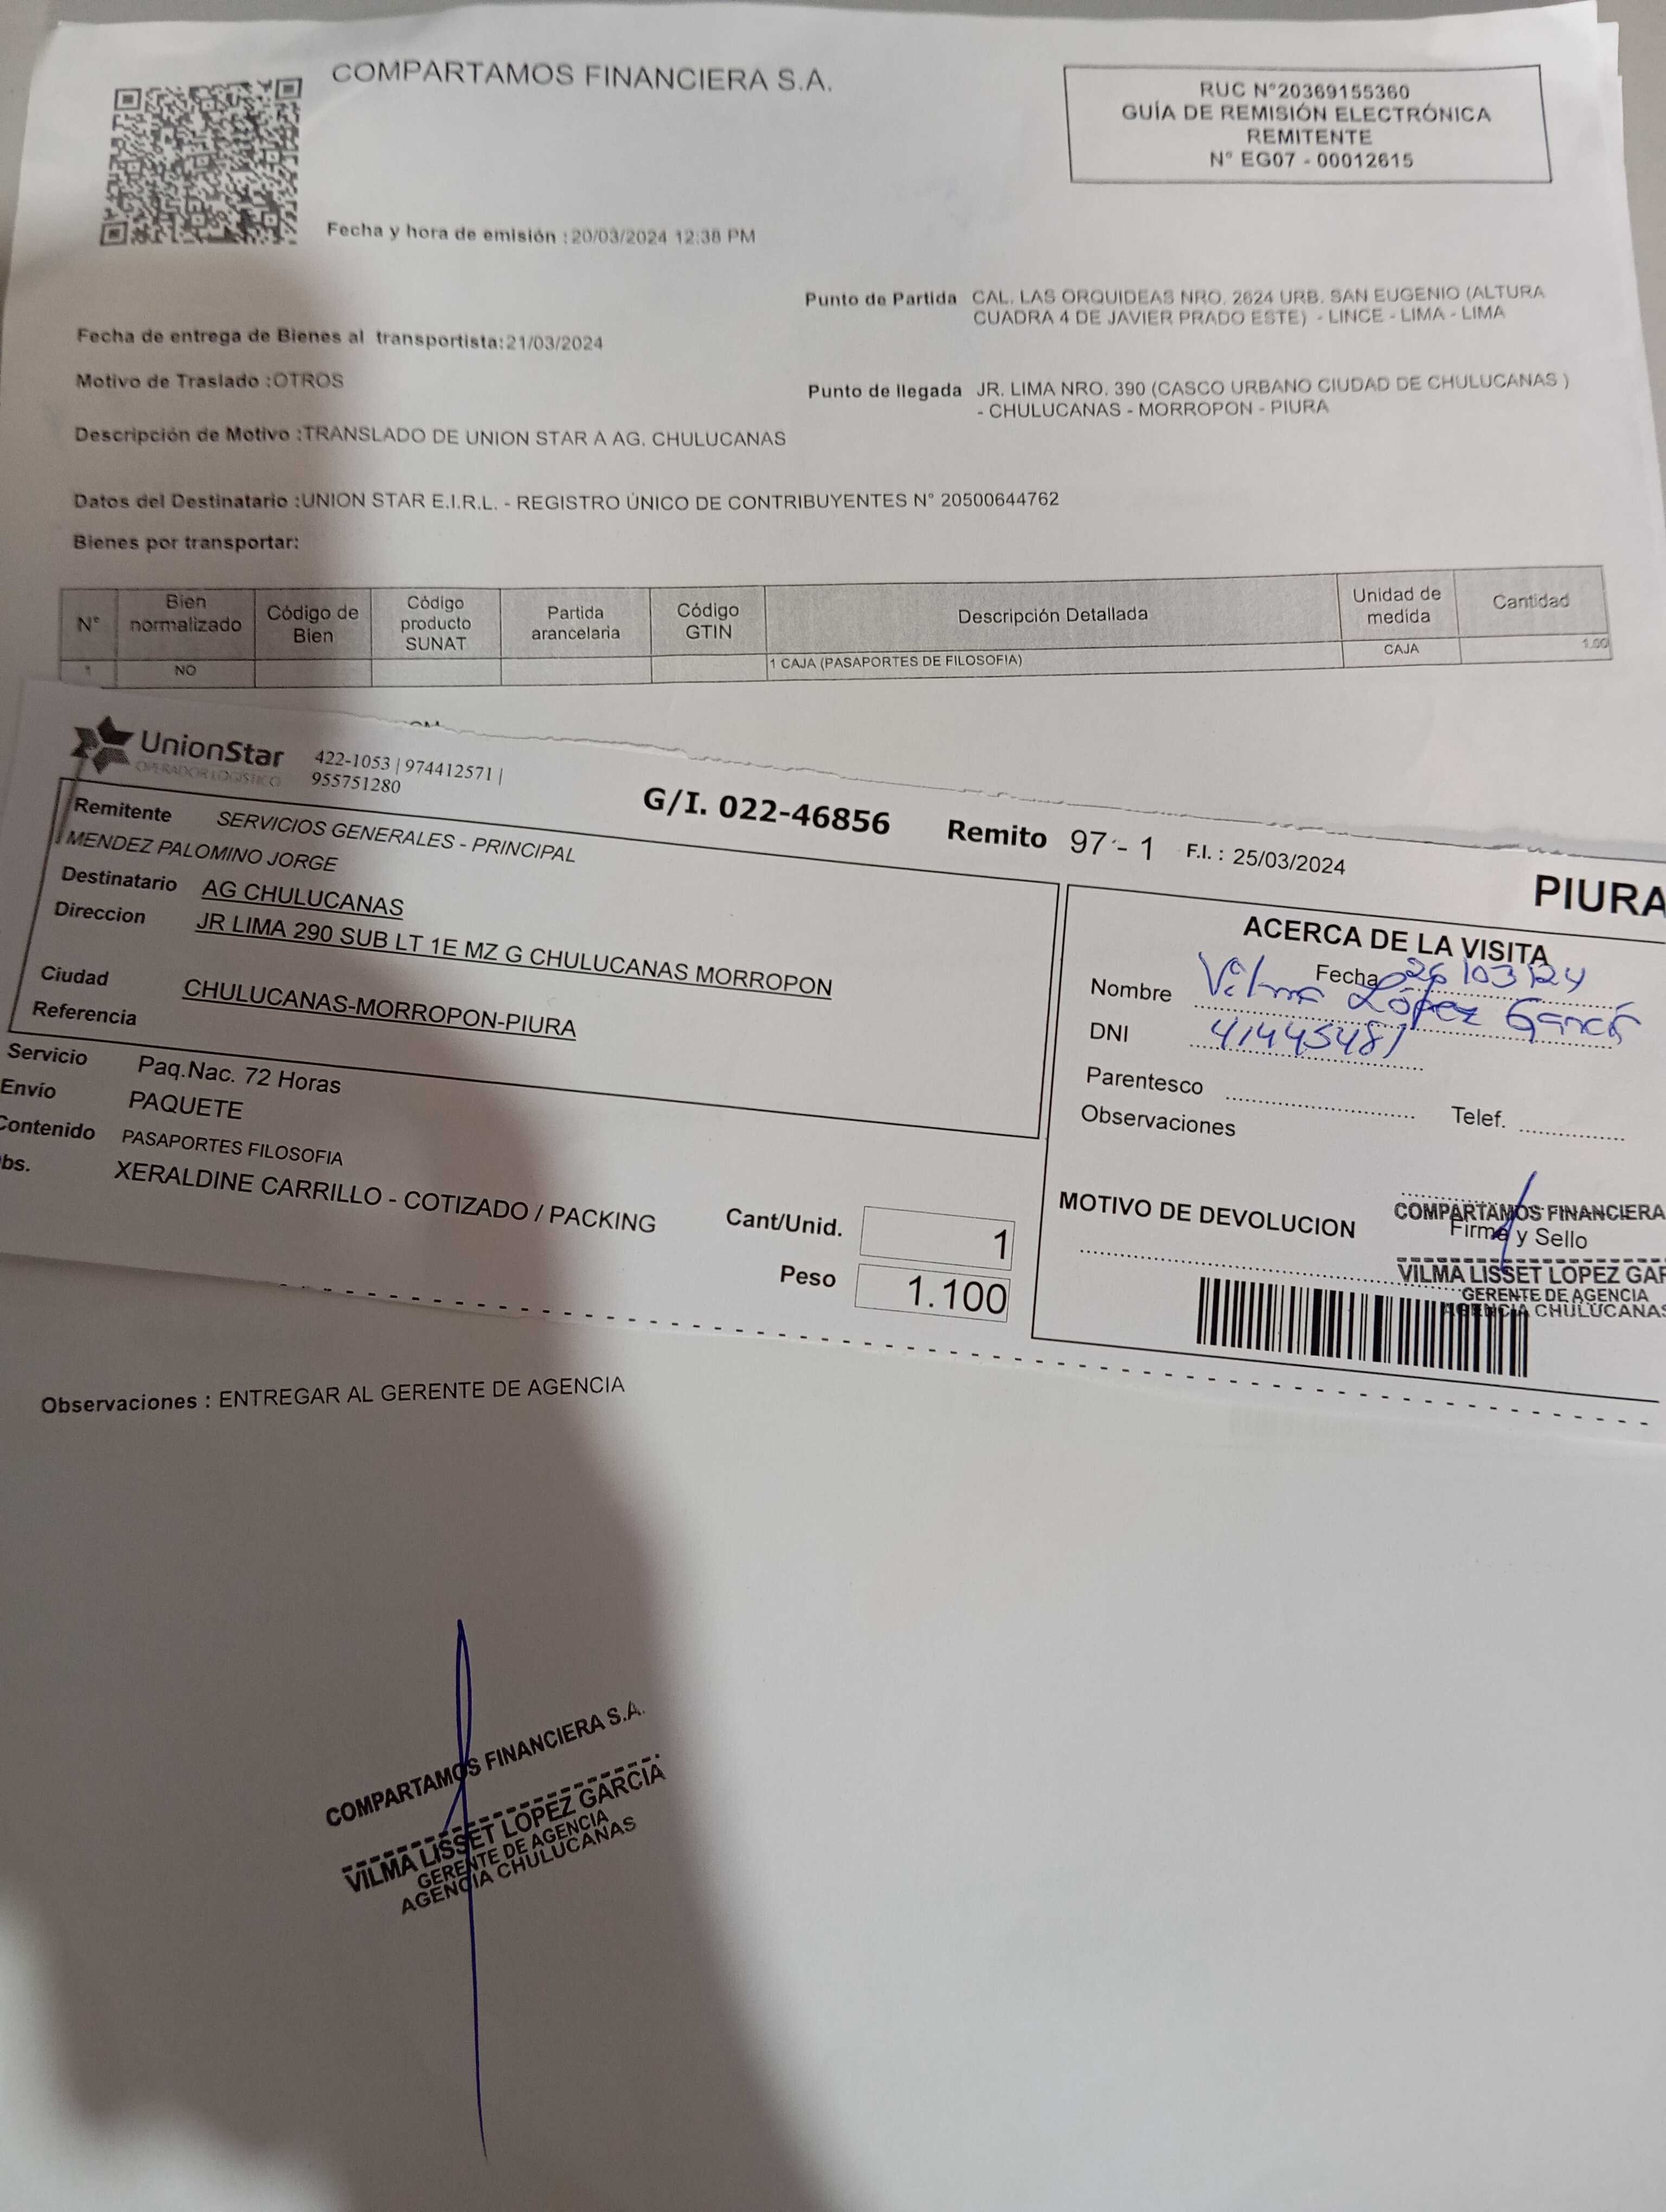 COMPARTAMOS FINANCIERA S.A.
RUC N°20369155360
GUÍA DE REMISIÓN ELECTRÓNICA
REMITENTE
N° EG07 - 00012615
Fecha y hora de emisión : 20/03/2024 12:38 PM
Punto de Partida CAL. LAS ORQUIDEAS NRO. 2624 URB. SAN EUGENIO (ALTURA
CUADRA 4 DE JAVIER PRADO ESTE) - LINCE - LIMA - LIMA
Fecha de entrega de Bienes al transportista:21/03/2024
Motivo de Traslado :OTROS
Punto de llegada JR. LIMA NRO. 390 (CASCO URBANO CIUDAD DE CHULUCANAS )
- CHULUCANAS - MORROPON - PIURA
Descripción de Motivo :TRANSLADO DE UNION STAR A AG. CHULUCANAS
Datos del Destinatario :UNION STAR E.I.R.L. - REGISTRO ÚNICO DE CONTRIBUYENTES N° 20500644762
Bienes por transportar:
N° Bien normalizado Código de Bien Código producto SUNAT Partida arancelaria Código GTIN Descripción Detallada Unidad de medida Cantidad
1 NO 1 CAJA (PASAPORTES DE FILOSOFIA) CAJA 1.00
UnionStar
OPERADOR LOGÍSTICO
422-1053 | 974412571 |
955751280
G/I. 022-46856 Remito 97 - 1 F.I. : 25/03/2024
PIURA
Remitente SERVICIOS GENERALES - PRINCIPAL
MENDEZ PALOMINO JORGE
Destinatario AG CHULUCANAS
Direccion JR LIMA 290 SUB LT 1E MZ G CHULUCANAS MORROPON
Ciudad CHULUCANAS-MORROPON-PIURA
Referencia
Servicio Paq.Nac. 72 Horas
Envío PAQUETE
Contenido PASAPORTES FILOSOFIA
bs. XERALDINE CARRILLO - COTIZADO / PACKING
Cant/Unid. 1
Peso 1.100
ACERCA DE LA VISITA
Fecha 26/03/24
Nombre Vilma López García
DNI 41445481
Parentesco
Telef.
Observaciones
MOTIVO DE DEVOLUCION
COMPARTAMOS FINANCIERA
Firma y Sello
VILMA LISSET LOPEZ GAR
GERENTE DE AGENCIA
AGENCIA CHULUCANAS
Observaciones : ENTREGAR AL GERENTE DE AGENCIA
COMPARTAMOS FINANCIERA S.A.
VILMA LISSET LOPEZ GARCIA
GERENTE DE AGENCIA
AGENCIA CHULUCANAS